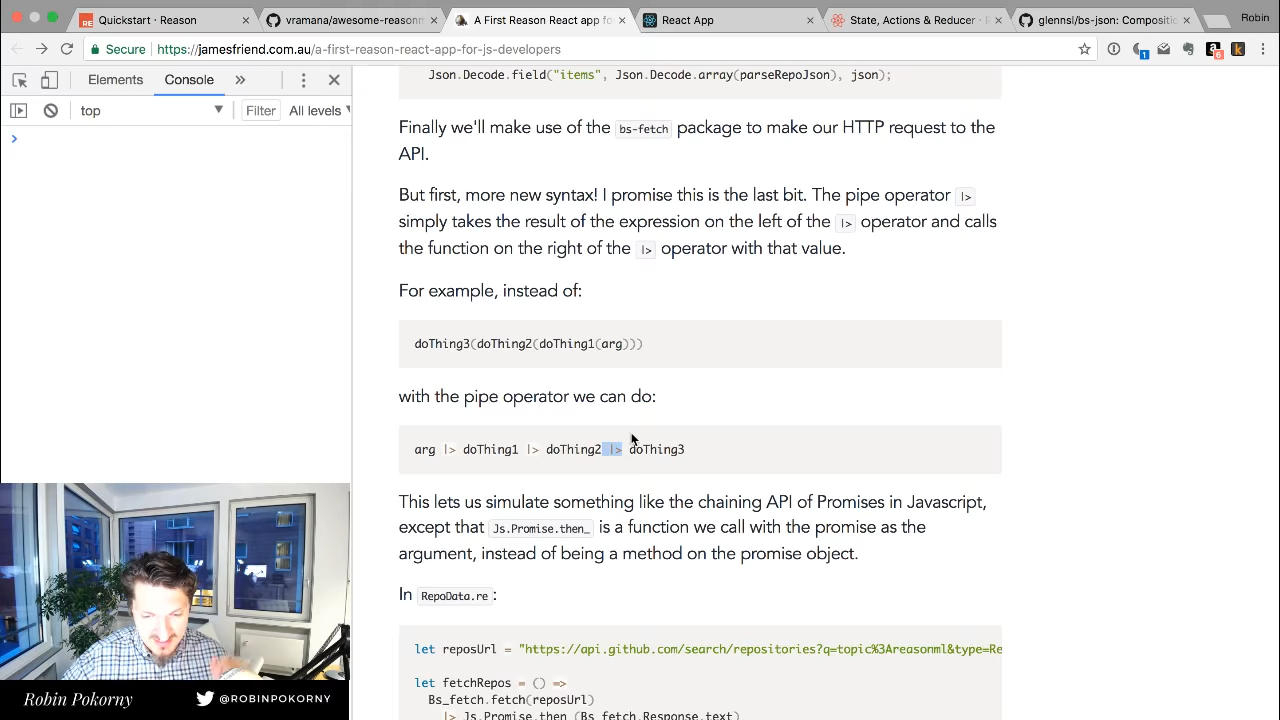 Quickstart · Reason
vramana/awesome-reasonm
A First Reason React app fo
React App
State, Actions & Reducer · R
glennsl/bs-json: Compositio
Robin
Secure
https://jamesfriend.com.au/a-first-reason-react-app-for-js-developers
Elements
Console
top
Filter
All levels
Json.Decode.field("items", Json.Decode.array(parseRepoJson), json);
Finally we'll make use of the bs-fetch package to make our HTTP request to the
API.
But first, more new syntax! I promise this is the last bit. The pipe operator |>
simply takes the result of the expression on the left of the |> operator and calls
the function on the right of the |> operator with that value.
For example, instead of:
doThing3(doThing2(doThing1(arg)))
with the pipe operator we can do:
arg |> doThing1 |> doThing2 |> doThing3
This lets us simulate something like the chaining API of Promises in Javascript,
except that Js.Promise.then_ is a function we call with the promise as the
argument, instead of being a method on the promise object.
In RepoData.re:
let reposUrl = "https://api.github.com/search/repositories?q=topic%3Areasonml&type=Re
let fetchRepos = () =>
Bs_fetch.fetch(reposUrl)
|> Js.Promise.then_(Bs_fetch.Response.text)
Robin Pokorny
@ROBINPOKORNY